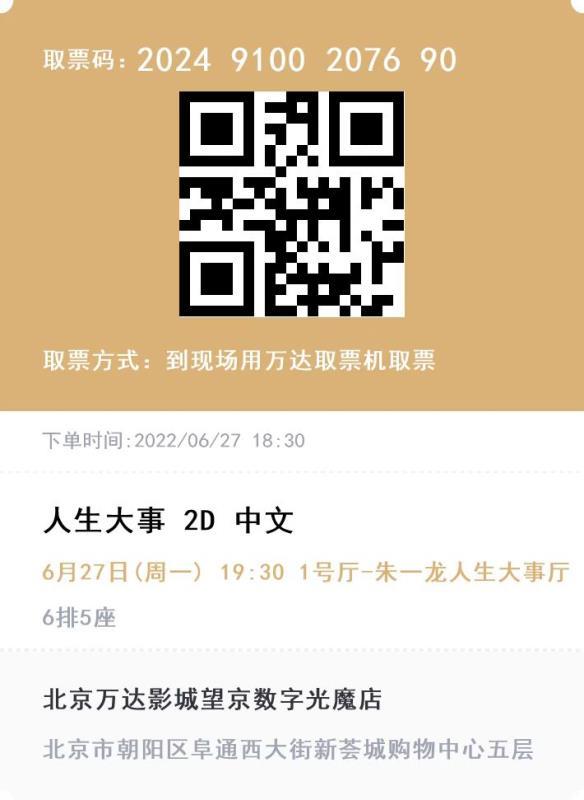 取票码：2024 9100 2076 90
取票方式：到现场用万达取票机取票
下单时间:2022/06/27 18:30
人生大事 2D 中文
6月27日(周一) 19:30 1号厅-朱一龙人生大事厅
6排5座
北京万达影城望京数字光魔店
北京市朝阳区阜通西大街新荟城购物中心五层